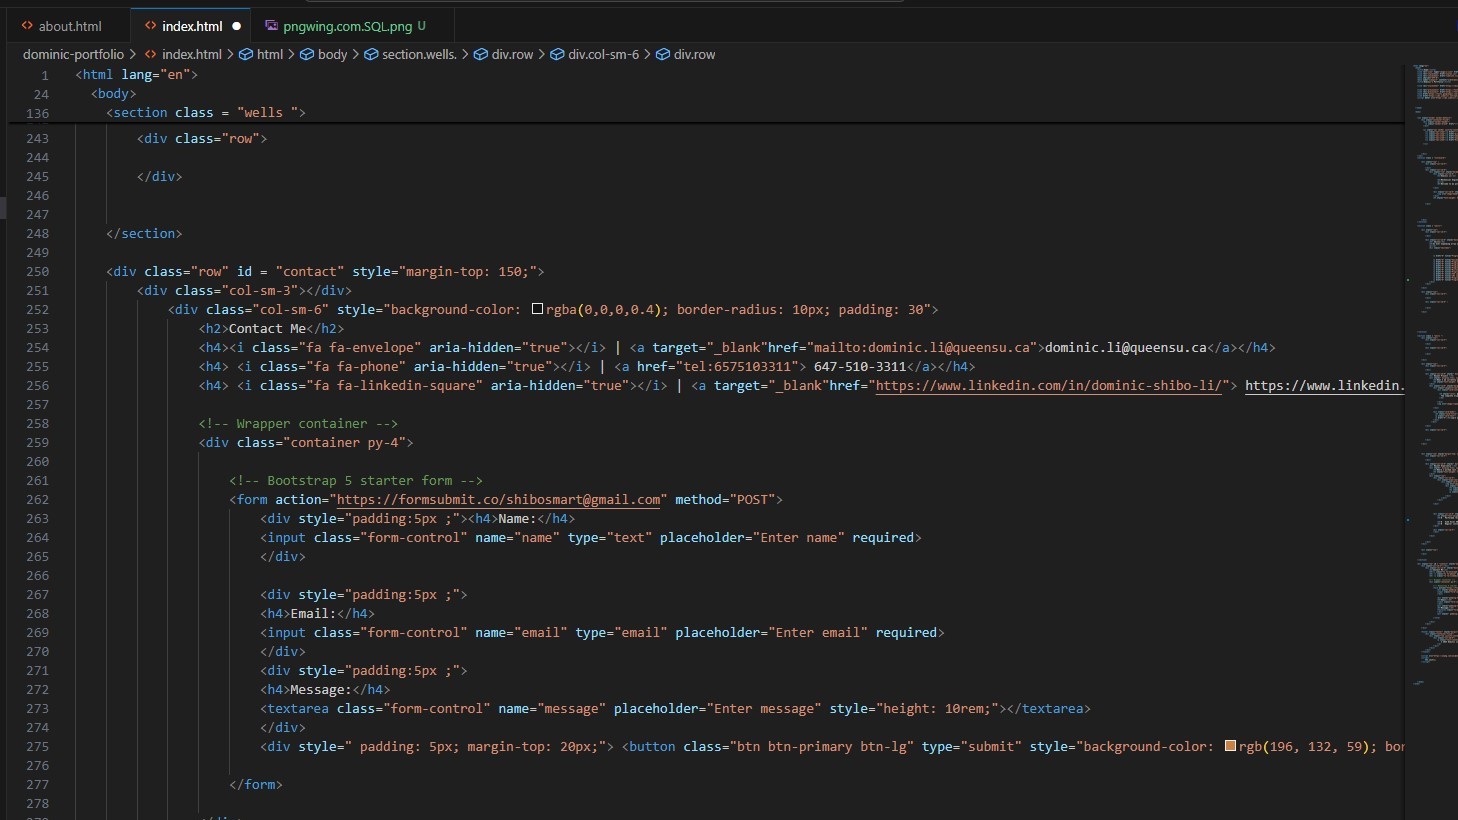 about.html index.html pngwing.com.SQL.png U
dominic-portfolio > index.html > html > body > section.wells. > div.row > div.col-sm-6 > div.row
1 <html lang="en">
24 <body>
136 <section class = "wells ">
243 <div class="row">
244
245 </div>
246
247
248 </section>
249
250 <div class="row" id = "contact" style="margin-top: 150;">
251 <div class="col-sm-3"></div>
252 <div class="col-sm-6" style="background-color: rgba(0,0,0,0.4); border-radius: 10px; padding: 30">
253 <h2>Contact Me</h2>
254 <h4><i class="fa fa-envelope" aria-hidden="true"></i> | <a target="_blank"href="mailto:dominic.li@queensu.ca">dominic.li@queensu.ca</a></h4>
255 <h4> <i class="fa fa-phone" aria-hidden="true"></i> | <a href="tel:6575103311"> 647-510-3311</a></h4>
256 <h4> <i class="fa fa-linkedin-square" aria-hidden="true"></i> | <a target="_blank"href="https://www.linkedin.com/in/dominic-shibo-li/"> https://www.linkedin.
257
258 <!-- Wrapper container -->
259 <div class="container py-4">
260
261 <!-- Bootstrap 5 starter form -->
262 <form action="https://formsubmit.co/shibosmart@gmail.com" method="POST">
263 <div style="padding:5px ;"><h4>Name:</h4>
264 <input class="form-control" name="name" type="text" placeholder="Enter name" required>
265 </div>
266
267 <div style="padding:5px ;">
268 <h4>Email:</h4>
269 <input class="form-control" name="email" type="email" placeholder="Enter email" required>
270 </div>
271 <div style="padding:5px ;">
272 <h4>Message:</h4>
273 <textarea class="form-control" name="message" placeholder="Enter message" style="height: 10rem;"></textarea>
274 </div>
275 <div style=" padding: 5px; margin-top: 20px;"> <button class="btn btn-primary btn-lg" type="submit" style="background-color: rgb(196, 132, 59); bor
276
277 </form>
278